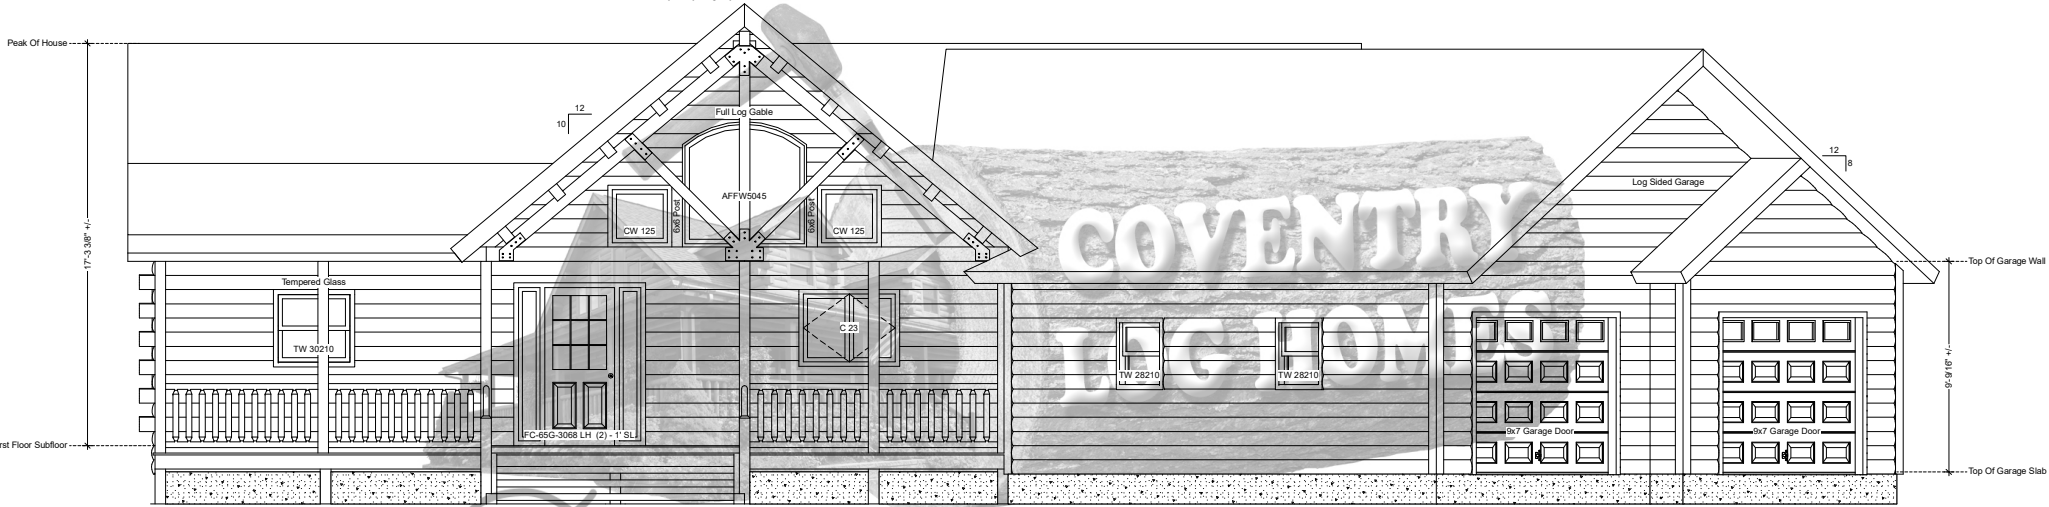 Peak Of House
12
10
Full Log Gable
12
8
Log Sided Garage
AFFW5045
6x6 Post
6x6 Post
CW 125
CW 125
COVENTRY
LOG HOMES
17'-3 3/8" +/-
Top Of Garage Wall
Tempered Glass
C 23
TW 30210
TW 28210
TW 28210
9'-9/16" +/-
9x7 Garage Door
9x7 Garage Door
FC-65G-3068 LH (2) - 1' SL
rst Floor Subfloor
Top Of Garage Slab